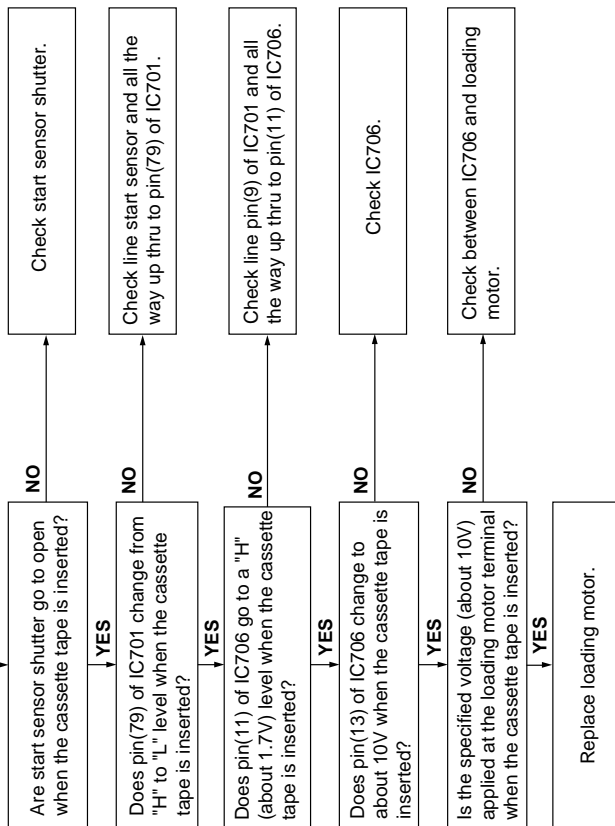 Are start sensor shutter go to open
when the cassette tape is inserted?
NO
Check start sensor shutter.
YES
Does pin(79) of IC701 change from
"H" to "L" level when the cassette
tape is inserted?
NO
Check line start sensor and all the
way up thru to pin(79) of IC701.
YES
Does pin(11) of IC706 go to a "H"
(about 1.7V) level when the cassette
tape is inserted?
NO
Check line pin(9) of IC701 and all
the way up thru to pin(11) of IC706.
YES
Does pin(13) of IC706 change to
about 10V when the cassette tape is
inserted?
NO
Check IC706.
YES
Is the specified voltage (about 10V)
applied at the loading motor terminal
when the cassette tape is inserted?
NO
Check between IC706 and loading
motor.
YES
Replace loading motor.